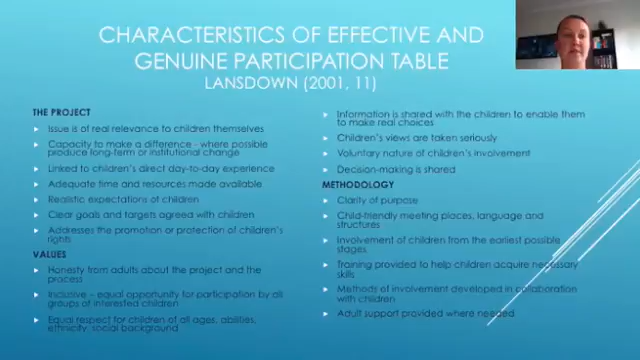 CHARACTERISTICS OF EFFECTIVE AND
GENUINE PARTICIPATION TABLE
LANSDOWN (2001, 11)
THE PROJECT
Issue is of real relevance to children themselves
Capacity to make a difference - where possible
produce long-term or institutional change
Linked to children's direct day-to-day experience
Adequate time and resources made available
Realistic expectations of children
Clear goals and targets agreed with children
Addresses the promotion or protection of children's
rights
VALUES
Honesty from adults about the project and the
process
Inclusive – equal opportunity for participation by all
groups of interested children
Equal respect for children of all ages, abilities,
ethnicity, social background
Information is shared with the children to enable them
to make real choices
Children's views are taken seriously
Voluntary nature of children's involvement
Decision-making is shared
METHODOLOGY
Clarity of purpose
Child-friendly meeting places, language and
structures
Involvement of children from the earliest possible
stages
Training provided to help children acquire necessary
skills
Methods of involvement developed in collaboration
with children
Adult support provided where needed